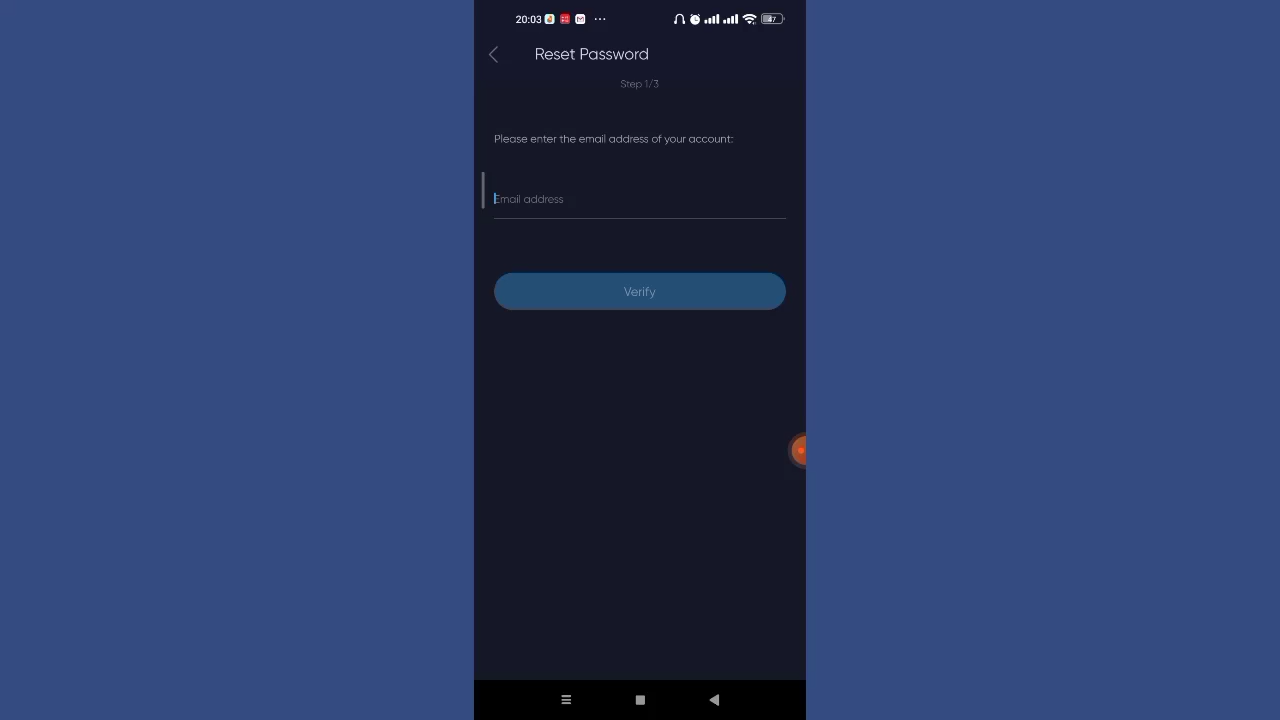 20:03
Reset Password
Step 1/3
Please enter the email address of your account:
Email address
Verify